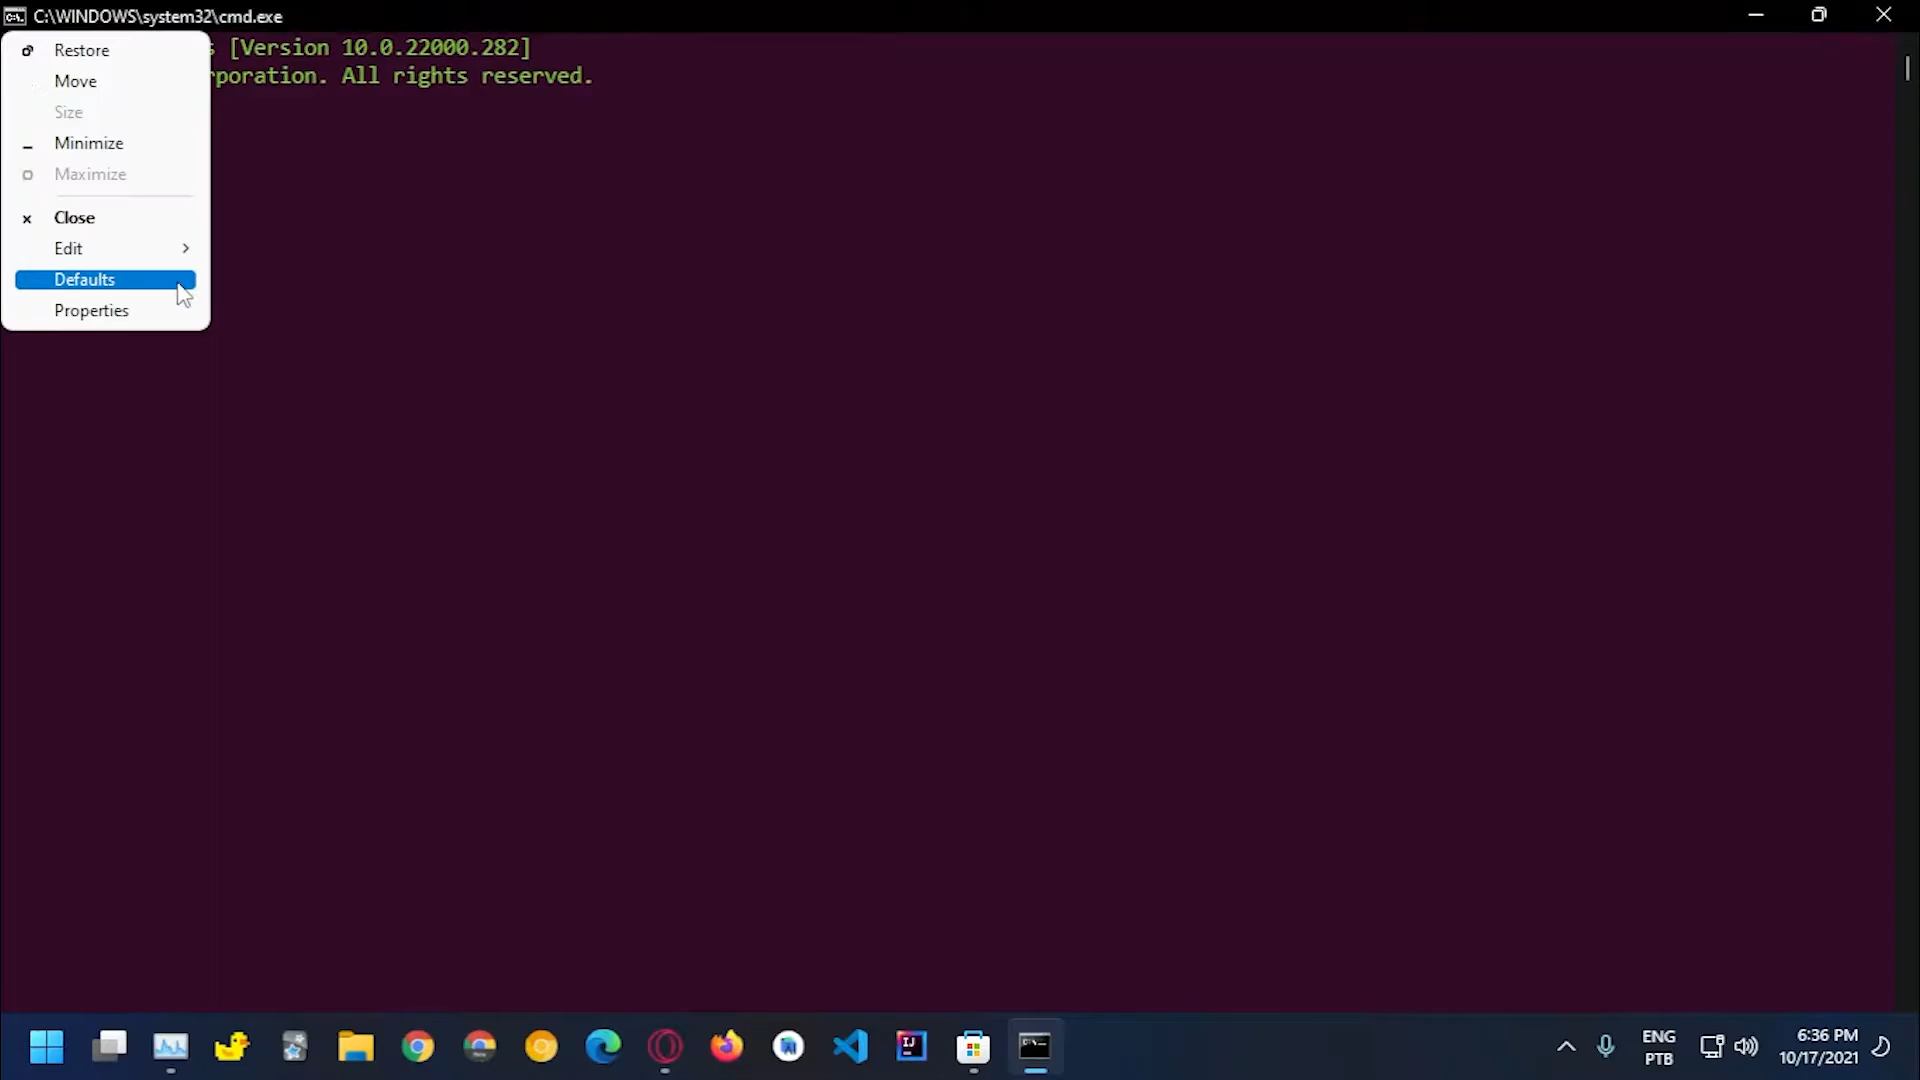 C:\WINDOWS\system32\cmd.exe
[Version 10.0.22000.282]
rporation. All rights reserved.
Restore
Move
Size
Minimize
Maximize
Close
Edit
Defaults
Properties
ENG
PTB
6:36 PM
10/17/2021